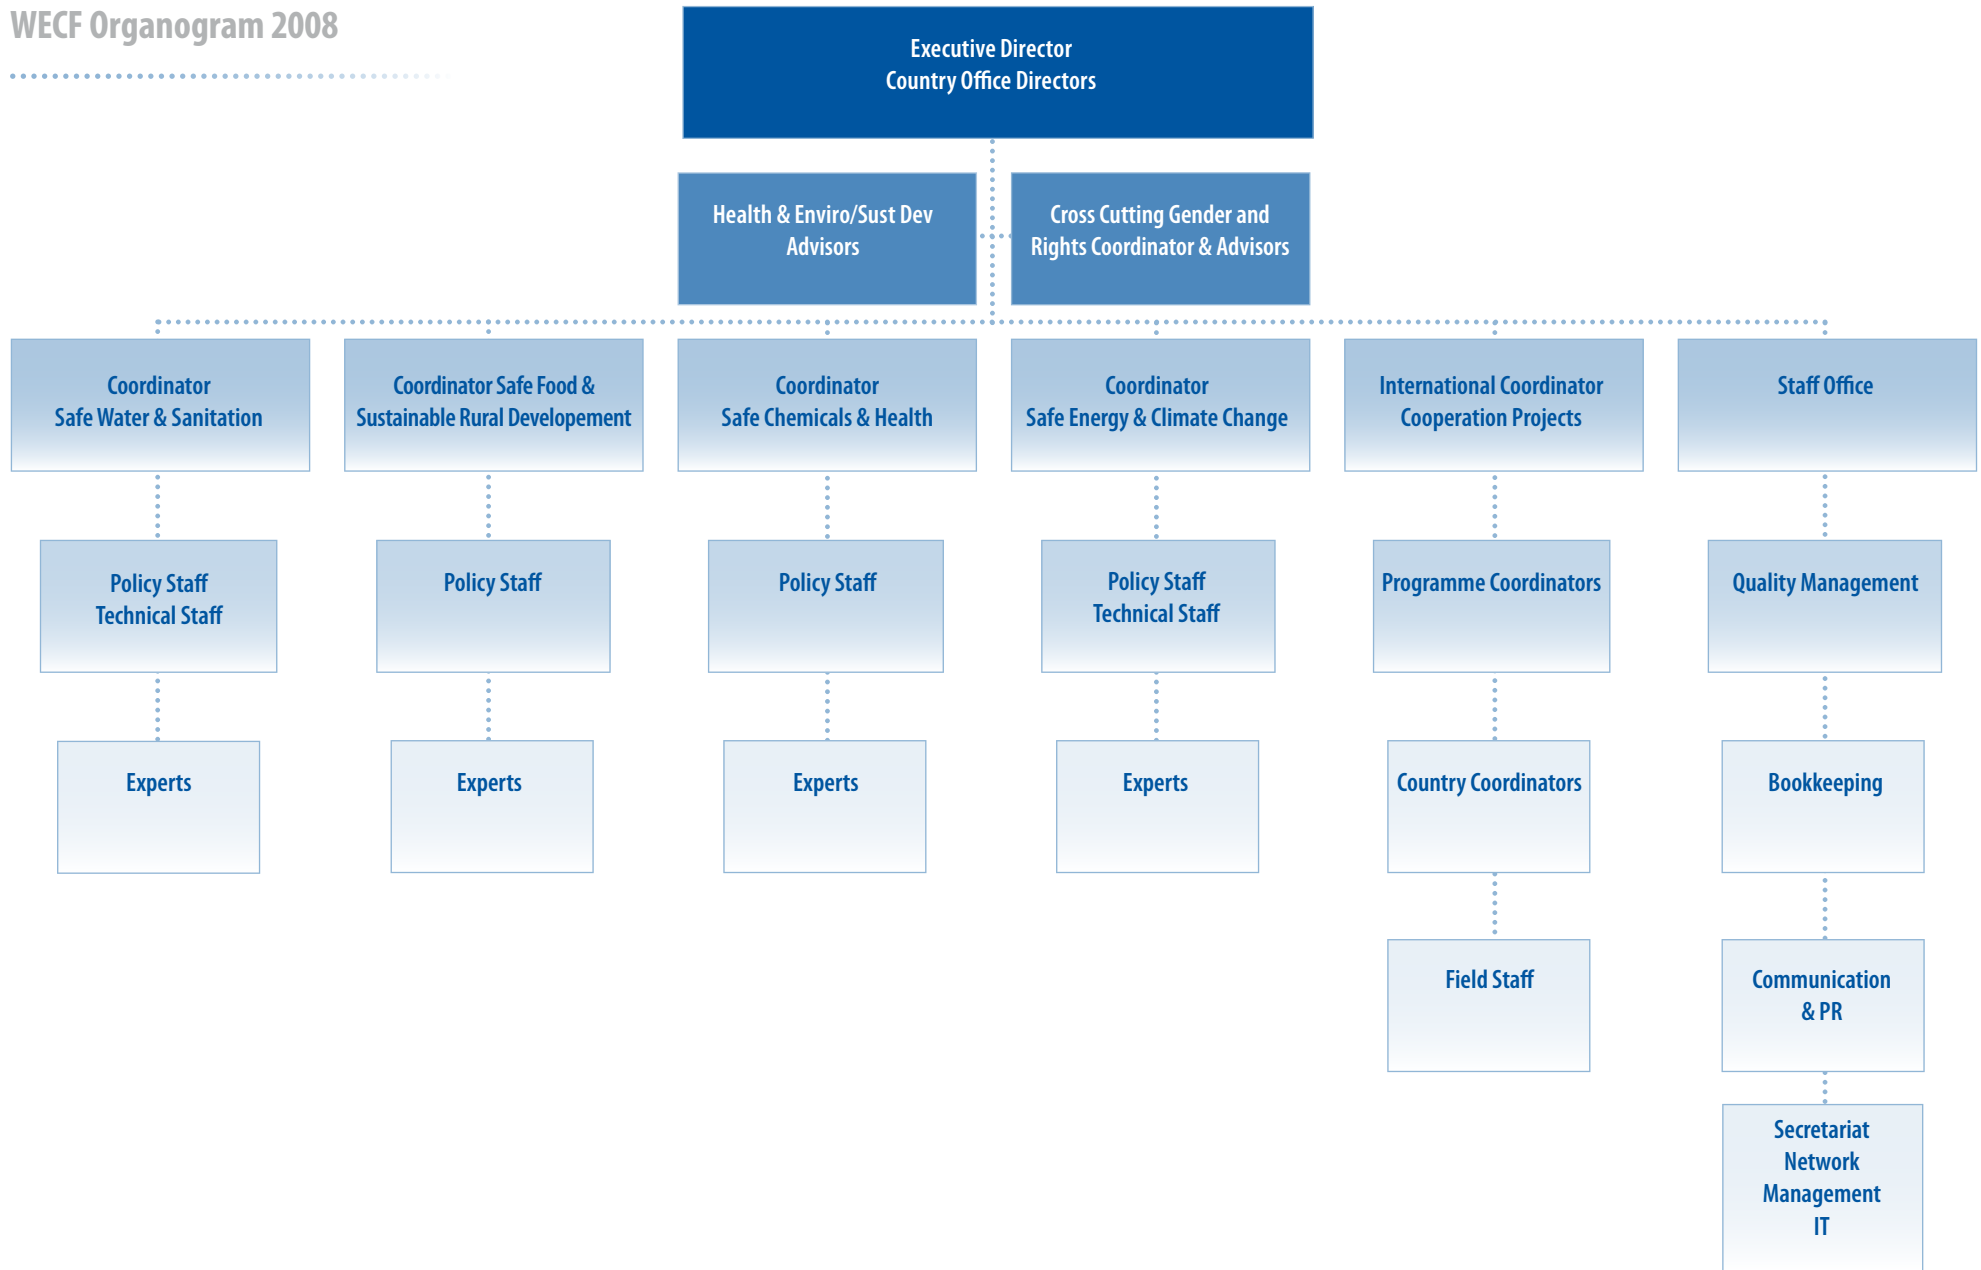 WECF Organogram 2008
Executive Director
Country Office Directors
Health & Enviro/Sust Dev
Advisors
Cross Cutting Gender and
Rights Coordinator & Advisors
Coordinator
Safe Water & Sanitation
Coordinator Safe Food &
Sustainable Rural Developement
Coordinator
Safe Chemicals & Health
Coordinator
Safe Energy & Climate Change
International Coordinator
Cooperation Projects
Staff Office
Policy Staff
Technical Staff
Policy Staff
Policy Staff
Policy Staff
Technical Staff
Programme Coordinators
Quality Management
Experts
Experts
Experts
Experts
Country Coordinators
Bookkeeping
Field Staff
Communication
& PR
Secretariat
Network
Management
IT